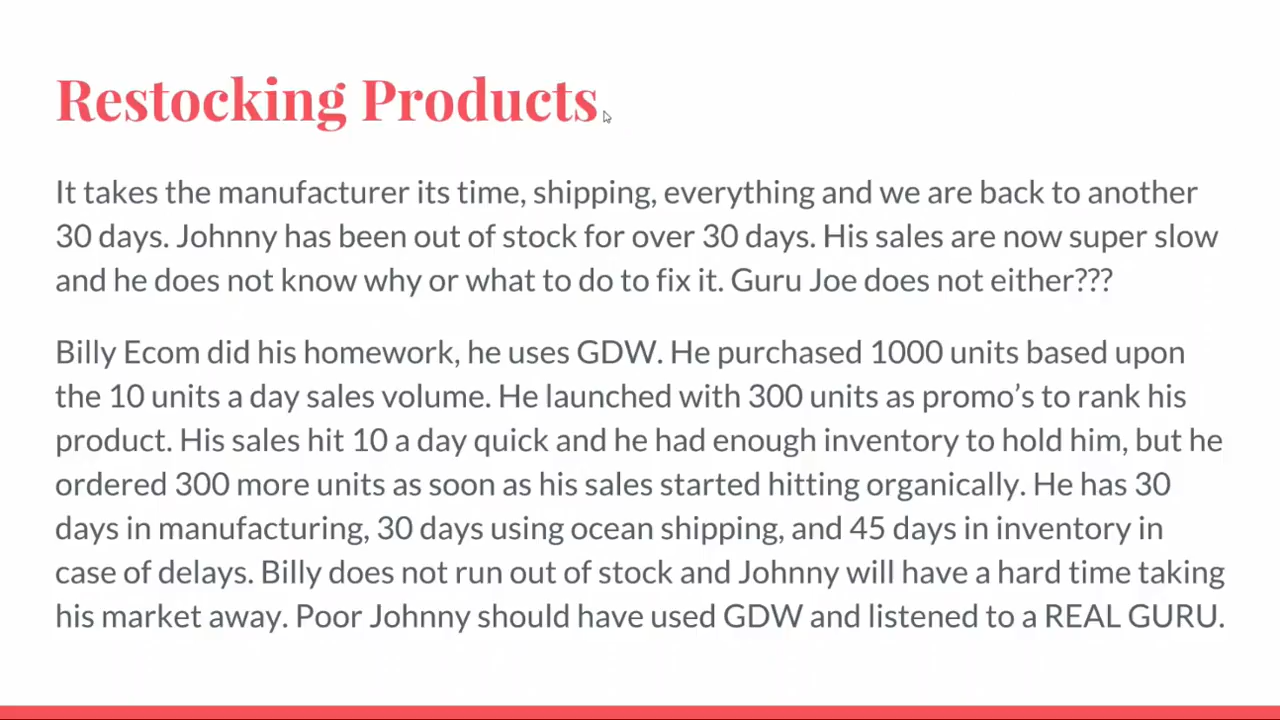 Restocking Products
It takes the manufacturer its time, shipping, everything and we are back to another
30 days. Johnny has been out of stock for over 30 days. His sales are now super slow
and he does not know why or what to do to fix it. Guru Joe does not either???
Billy Ecom did his homework, he uses GDW. He purchased 1000 units based upon
the 10 units a day sales volume. He launched with 300 units as promo’s to rank his
product. His sales hit 10 a day quick and he had enough inventory to hold him, but he
ordered 300 more units as soon as his sales started hitting organically. He has 30
days in manufacturing, 30 days using ocean shipping, and 45 days in inventory in
case of delays. Billy does not run out of stock and Johnny will have a hard time taking
his market away. Poor Johnny should have used GDW and listened to a REAL GURU.